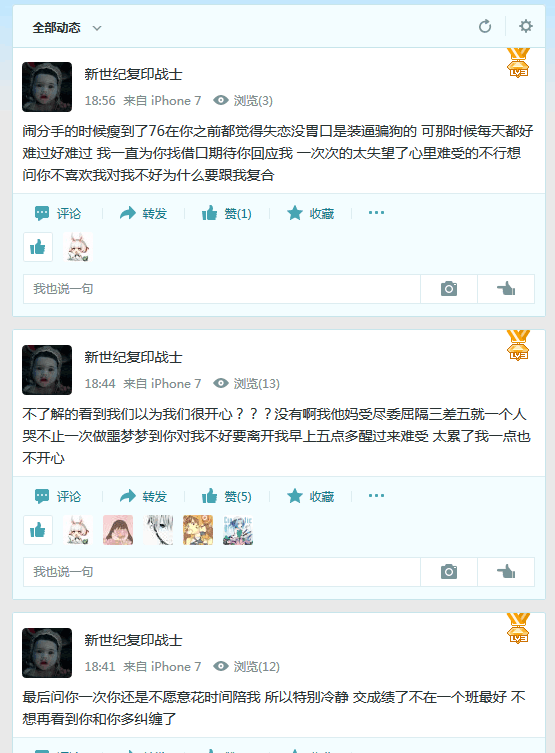 全部动态
新世纪复印战士
18:56 来自 iPhone 7 浏览(3)
闹分手的时候瘦到了76在你之前都觉得失恋没胃口是装逼骗狗的 可那时候每天都好
难过好难过 我一直为你找借口期待你回应我 一次次的太失望了心里难受的不行想
问你不喜欢我对我不好为什么要跟我复合
评论 转发 赞(1) 收藏
我也说一句
新世纪复印战士
18:44 来自 iPhone 7 浏览(13)
不了解的看到我们以为我们很开心？？？没有啊我他妈受尽委屈隔三差五就一个人
哭不止一次做噩梦梦到你对我不好要离开我早上五点多醒过来难受 太累了我一点也
不开心
评论 转发 赞(5) 收藏
我也说一句
新世纪复印战士
18:41 来自 iPhone 7 浏览(12)
最后问你一次你还是不愿意花时间陪我 所以特别冷静 交成绩了不在一个班最好 不
想再看到你和你多纠缠了